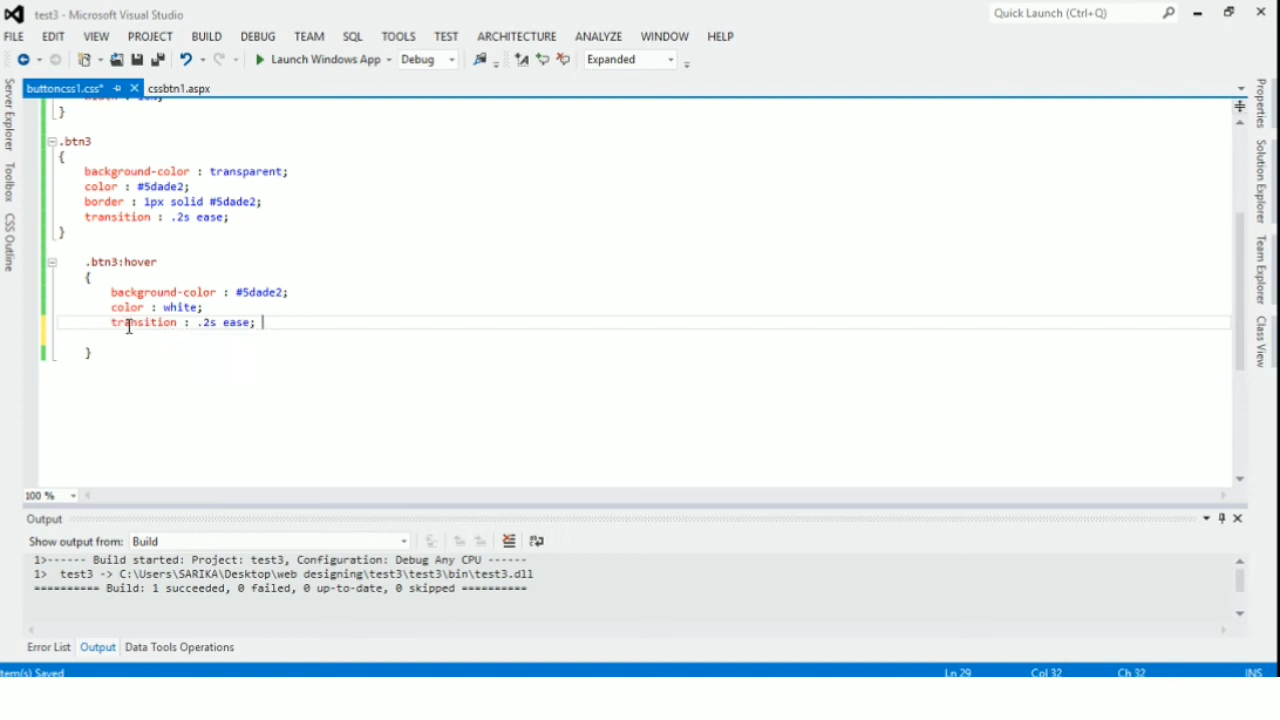 test3 - Microsoft Visual Studio
Quick Launch (Ctrl+Q)
FILE EDIT VIEW PROJECT BUILD DEBUG TEAM SQL TOOLS TEST ARCHITECTURE ANALYZE WINDOW HELP
Launch Windows App Debug Expanded
buttoncss1.css* cssbtn1.aspx
}
.btn3
{
background-color : transparent;
color : #5dade2;
border : 1px solid #5dade2;
transition : .2s ease;
}
.btn3:hover
{
background-color : #5dade2;
color : white;
transition : .2s ease;
}
Server Explorer
Toolbox
CSS Outline
Properties
Solution Explorer
Team Explorer
Class View
100 %
Output
Show output from: Build
1>------ Build started: Project: test3, Configuration: Debug Any CPU ------
1> test3 -> C:\Users\SARIKA\Desktop\web designing\test3\test3\bin\test3.dll
========== Build: 1 succeeded, 0 failed, 0 up-to-date, 0 skipped ==========
Error List Output Data Tools Operations
tem(s) Saved Ln 29 Col 32 Ch 32 INS